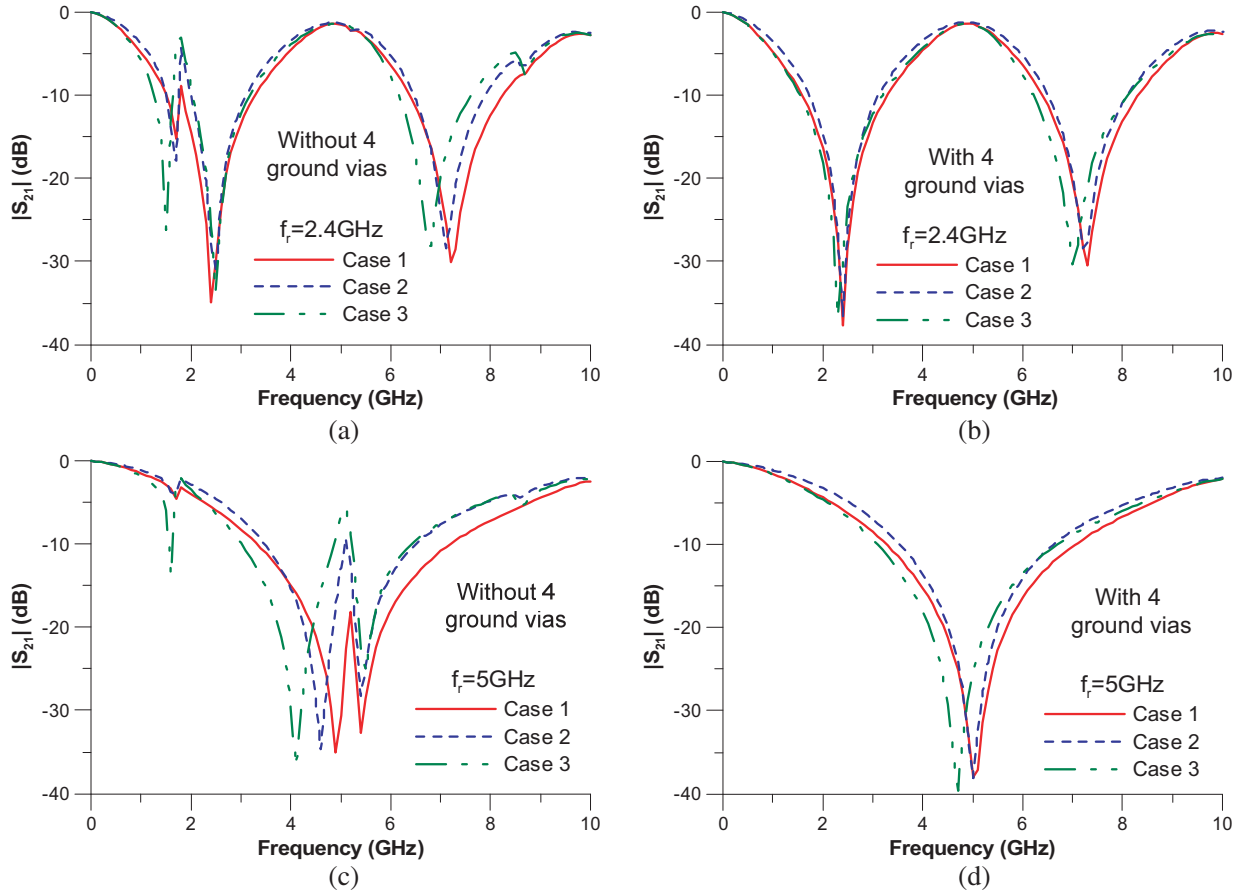 0
-10
-20
-30
-40
|S21| (dB)
Without 4
ground vias
fr=2.4GHz
Case 1
Case 2
Case 3
0 2 4 6 8 10
Frequency (GHz)
(a)
0
-10
-20
-30
-40
|S21| (dB)
With 4
ground vias
fr=2.4GHz
Case 1
Case 2
Case 3
0 2 4 6 8 10
Frequency (GHz)
(b)
0
-10
-20
-30
-40
|S21| (dB)
Without 4
ground vias
fr=5GHz
Case 1
Case 2
Case 3
0 2 4 6 8 10
Frequency (GHz)
(c)
0
-10
-20
-30
-40
|S21| (dB)
With 4
ground vias
fr=5GHz
Case 1
Case 2
Case 3
0 2 4 6 8 10
Frequency (GHz)
(d)